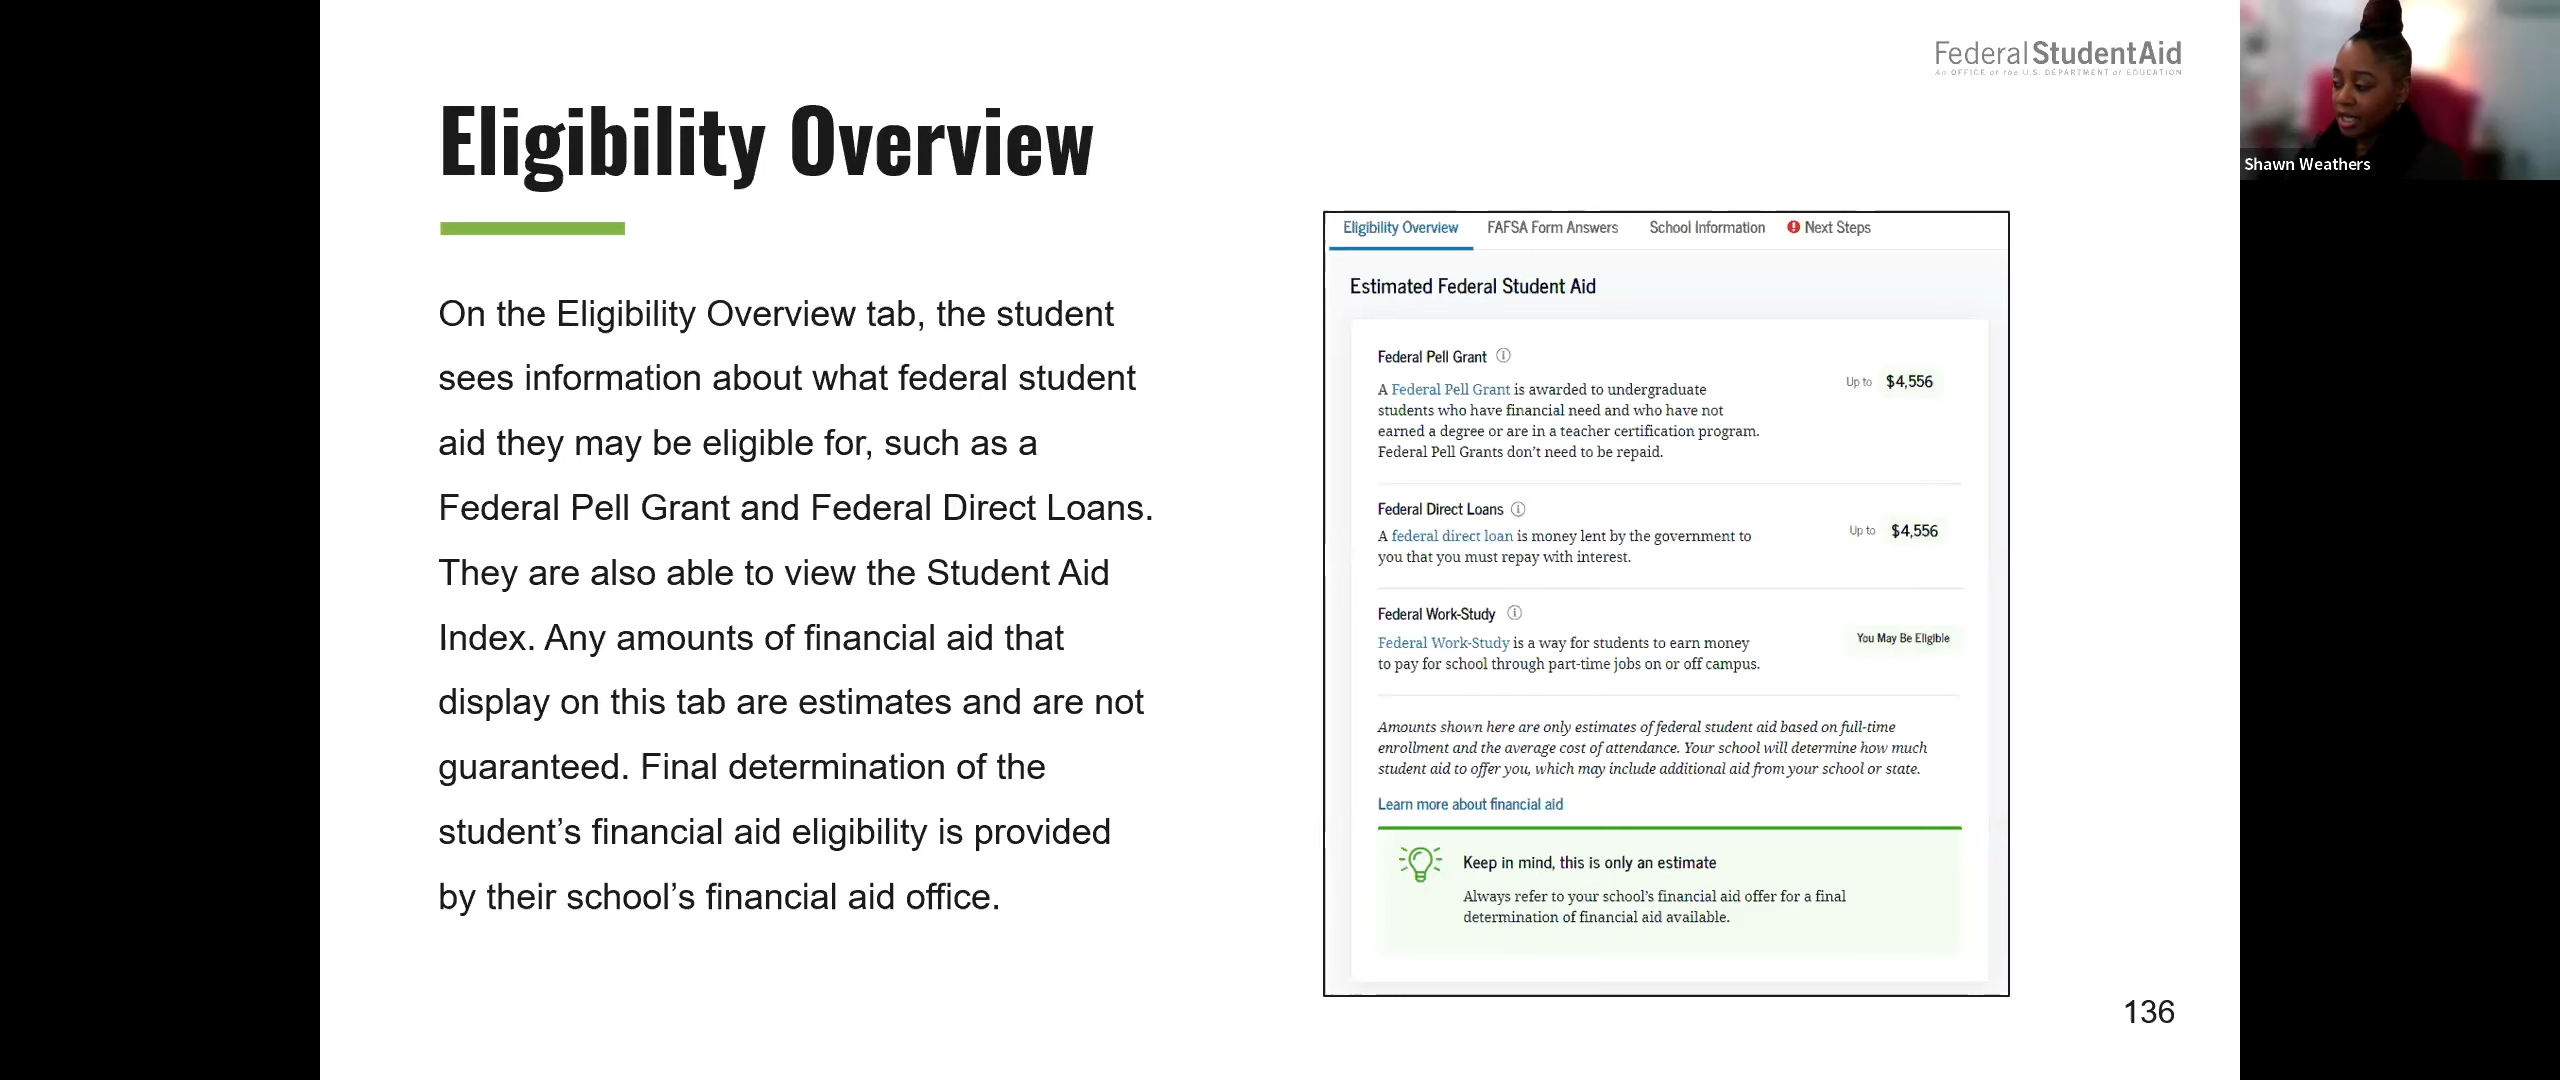 Federal StudentAid
An OFFICE of the U.S. DEPARTMENT of EDUCATION
Shawn Weathers
Eligibility Overview
On the Eligibility Overview tab, the student
sees information about what federal student
aid they may be eligible for, such as a
Federal Pell Grant and Federal Direct Loans.
They are also able to view the Student Aid
Index. Any amounts of financial aid that
display on this tab are estimates and are not
guaranteed. Final determination of the
student’s financial aid eligibility is provided
by their school’s financial aid office.
Eligibility Overview FAFSA Form Answers School Information Next Steps
Estimated Federal Student Aid
Federal Pell Grant
A Federal Pell Grant is awarded to undergraduate
students who have financial need and who have not
earned a degree or are in a teacher certification program.
Federal Pell Grants don’t need to be repaid.
Up to $4,556
Federal Direct Loans
A federal direct loan is money lent by the government to
you that you must repay with interest.
Up to $4,556
Federal Work-Study
Federal Work-Study is a way for students to earn money
to pay for school through part-time jobs on or off campus.
You May Be Eligible
Amounts shown here are only estimates of federal student aid based on full-time
enrollment and the average cost of attendance. Your school will determine how much
student aid to offer you, which may include additional aid from your school or state.
Learn more about financial aid
Keep in mind, this is only an estimate
Always refer to your school’s financial aid offer for a final
determination of financial aid available.
136